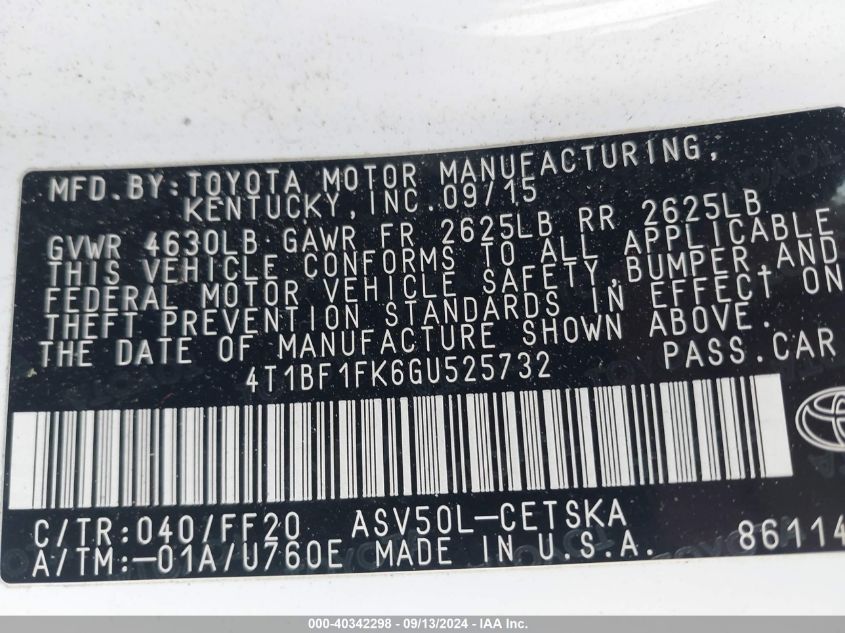 MFD.BY:TOYOTA MOTOR MANUFACTURING,
KENTUCKY,INC.09/15
GVWR 4630LB GAWR FR 2625LB RR 2625LB
THIS VEHICLE CONFORMS TO ALL APPLICABLE
FEDERAL MOTOR VEHICLE SAFETY,BUMPER,AND
THEFT PREVENTION STANDARDS IN EFFECT ON
THE DATE OF MANUFACTURE SHOWN ABOVE.
4T1BF1FK6GU525732 PASS.CAR
C/TR:040/FF20 ASV50L-CETSKA
A/TM:-01A/U760E MADE IN U.S.A. 86114
000-40342298 - 09/13/2024 - IAA Inc.